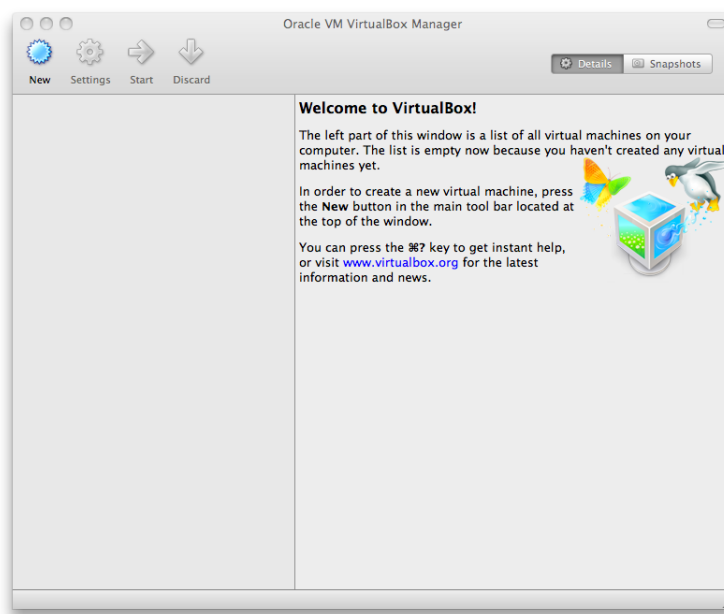 Oracle VM VirtualBox Manager
New Settings Start Discard
Details Snapshots
Welcome to VirtualBox!
The left part of this window is a list of all virtual machines on your
computer. The list is empty now because you haven't created any virtual
machines yet.
In order to create a new virtual machine, press
the New button in the main tool bar located at
the top of the window.
You can press the ⌘? key to get instant help,
or visit www.virtualbox.org for the latest
information and news.